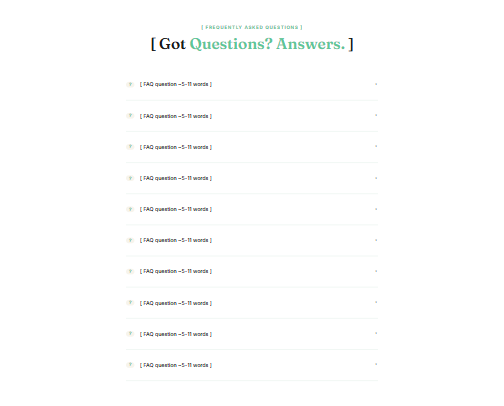 [ FREQUENTLY ASKED QUESTIONS ]
[ Got Questions? Answers. ]
[ FAQ question ~5-11 words ]
[ FAQ question ~5-11 words ]
[ FAQ question ~5-11 words ]
[ FAQ question ~5-11 words ]
[ FAQ question ~5-11 words ]
[ FAQ question ~5-11 words ]
[ FAQ question ~5-11 words ]
[ FAQ question ~5-11 words ]
[ FAQ question ~5-11 words ]
[ FAQ question ~5-11 words ]